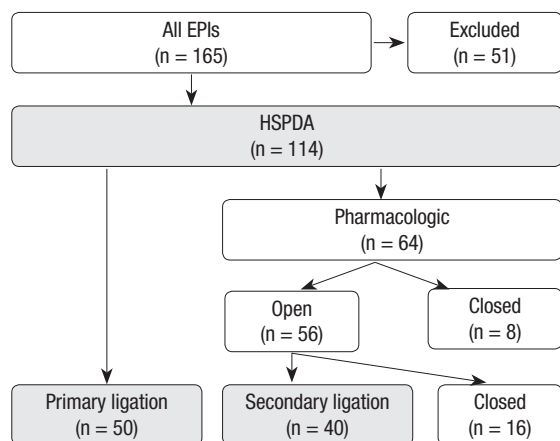 All EPIs
(n = 165)
Excluded
(n = 51)
HSPDA
(n = 114)
Pharmacologic
(n = 64)
Open
(n = 56)
Closed
(n = 8)
Primary ligation
(n = 50)
Secondary ligation
(n = 40)
Closed
(n = 16)